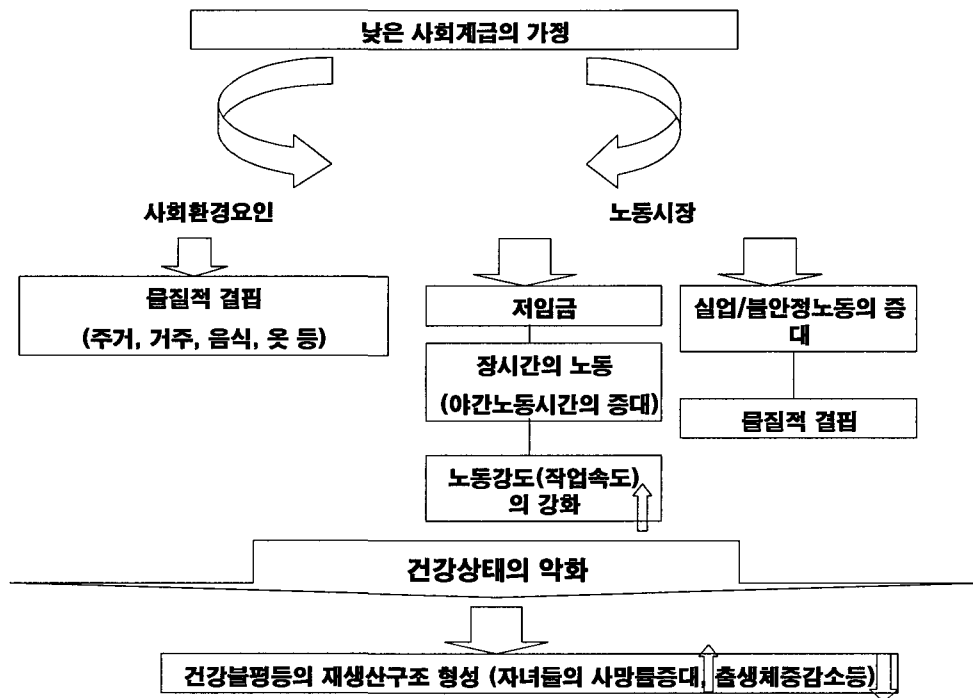 낮은 사회계급의 가정
사회환경요인
노동시장
물질적 결핍
(주거, 거주, 음식, 옷 등)
저임금
장시간의 노동
(야간노동시간의 증대)
노동강도(작업속도)
의 강화
실업/불안정노동의 증
대
물질적 결핍
건강상태의 악화
건강불평등의 재생산구조 형성 (자녀들의 사망률증대, 출생체중감소등)